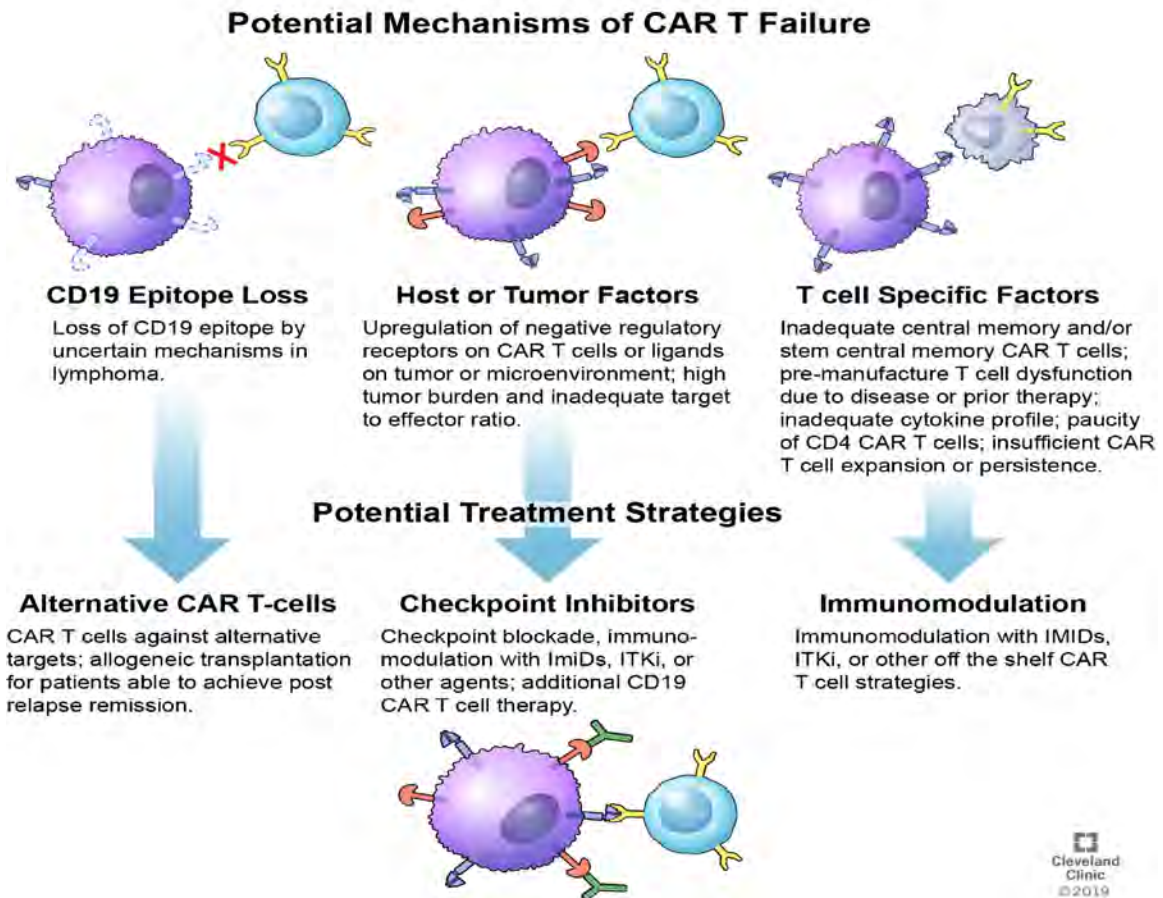 Potential Mechanisms of CAR T Failure
CD19 Epitope Loss
Loss of CD19 epitope by
uncertain mechanisms in
lymphoma.
Host or Tumor Factors
Upregulation of negative regulatory
receptors on CAR T cells or ligands
on tumor or microenvironment; high
tumor burden and inadequate target
to effector ratio.
T cell Specific Factors
Inadequate central memory and/or
stem central memory CAR T cells;
pre-manufacture T cell dysfunction
due to disease or prior therapy;
inadequate cytokine profile; paucity
of CD4 CAR T cells; insufficient CAR
T cell expansion or persistence.
Potential Treatment Strategies
Alternative CAR T-cells
CAR T cells against alternative
targets; allogeneic transplantation
for patients able to achieve post
relapse remission.
Checkpoint Inhibitors
Checkpoint blockade, immuno-
modulation with ImiDs, ITKi, or
other agents; additional CD19
CAR T cell therapy.
Immunomodulation
Immunomodulation with IMIDs,
ITKi, or other off the shelf CAR
T cell strategies.
Cleveland
Clinic
©2019